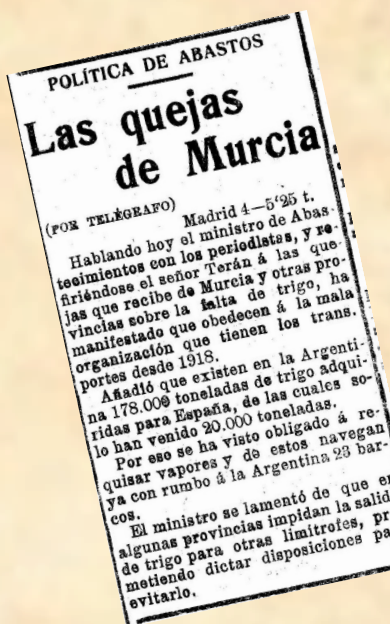 POLÍTICA DE ABASTOS
Las quejas
de Murcia
(POR TELÉGRAFO)
Madrid 4—5'25 t.
Hablando hoy el ministro de Abas-
tecimientos con los periodistas, y re-
firiéndose el señor Terán á las que-
jas que recibe de Murcia y otras pro-
vincias sobre la falta de trigo, ha
manifestado que obedecen á la mala
organización que tienen los trans.
portes desde 1918.
Añadió que existen en la Argenti-
na 178.000 toneladas de trigo adqui-
ridas para España, de las cuales so-
lo han venido 20.000 toneladas.
Por eso se ha visto obligado á re-
quisar vapores y de estos navegan
ya con rumbo á la Argentina 23 bar-
cos.
El ministro se lamentó de que en
algunas provincias impidan la salid
de trigo para otras limítrofes, pr
metiendo dictar disposiciones pa
evitarlo.